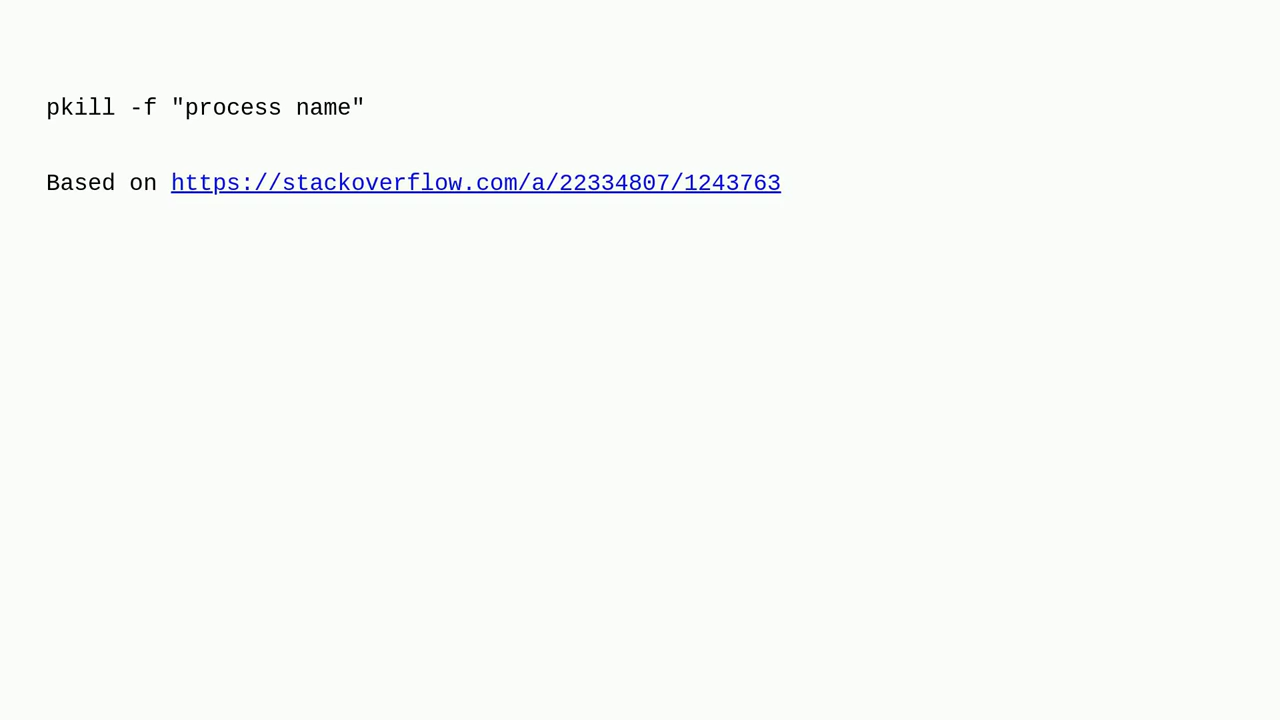 pkill -f "process name"
Based on https://stackoverflow.com/a/22334807/1243763